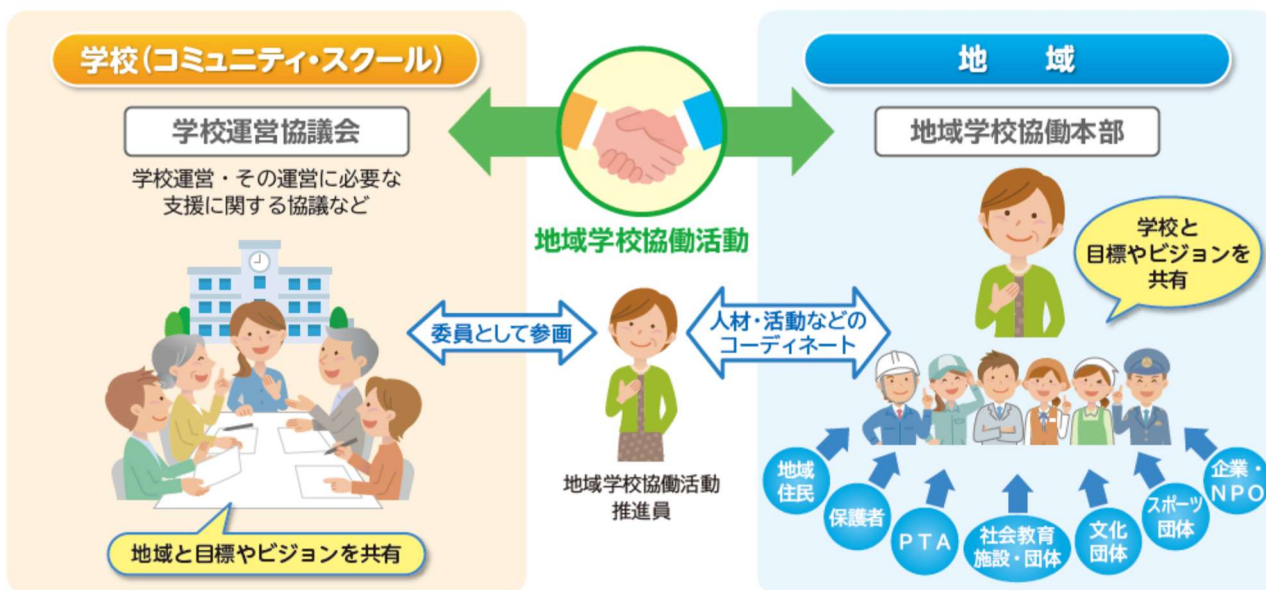 学校(コミュニティ・スクール)
学校運営協議会
学校運営・その運営に必要な
支援に関する協議など
地域と目標やビジョンを共有
地域学校協働活動
委員として参画
人材・活動などの
コーディネート
地域学校協働活動
推進員
地　域
地域学校協働本部
学校と
目標やビジョンを
共有
地域
住民
保護者
PTA
社会教育
施設・団体
文化
団体
スポーツ
団体
企業・
NPO